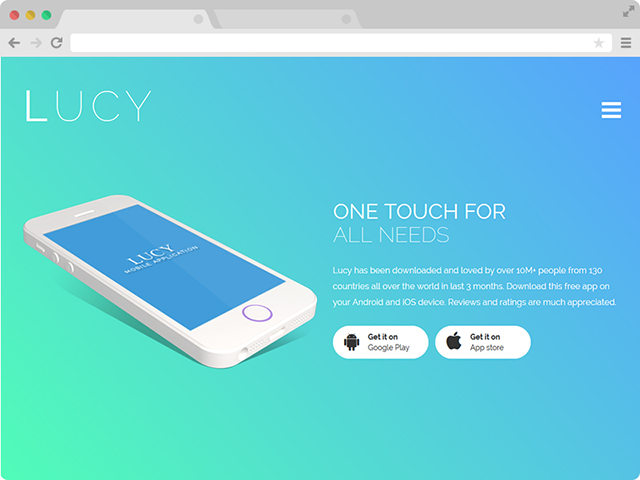 LUCY
LUCY
MOBILE APPLICATION
ONE TOUCH FOR
ALL NEEDS
Lucy has been downloaded and loved by over 10M+ people from 130
countries all over the world in last 3 months. Download this free app on
your Android and iOS device. Reviews and ratings are much appreciated.
Get it on
Google Play
Get it on
App store